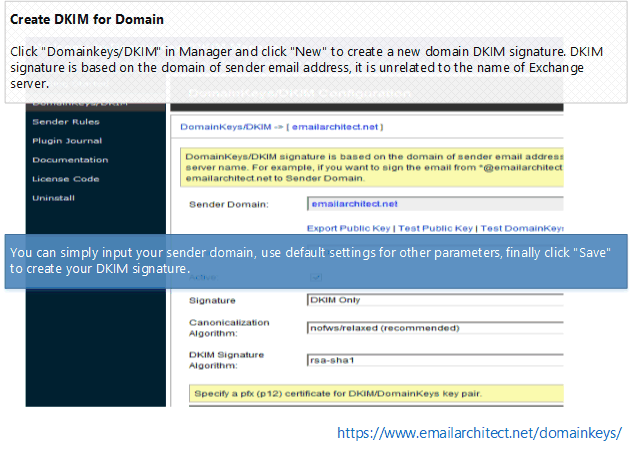 Create DKIM for Domain
Click "Domainkeys/DKIM" in Manager and click "New" to create a new domain DKIM signature. DKIM
signature is based on the domain of sender email address, it is unrelated to the name of Exchange
server.
DomainKeys/DKIM Configuration
DomainKeys/DKIM
Sender Rules
Plugin Journal
Documentation
License Code
Uninstall
DomainKeys/DKIM -> [ emailarchitect.net ]
DomainKeys/DKIM signature is based on the domain of sender email address
server name. For example, if you want to sign the email from "@emailarchitect
emailarchitect.net to Sender Domain.
Sender Domain: emailarchitect.net
Export Public Key | Test Public Key | Test DomainKeys
You can simply input your sender domain, use default settings for other parameters, finally click "Save"
to create your DKIM signature.
Active
Signature DKIM Only
Canonicalization
Algorithm: nofws/relaxed (recommended)
DKIM Signature
Algorithm: rsa-sha1
Specify a pfx (p12) certificate for DKIM/DomainKeys key pair.
https://www.emailarchitect.net/domainkeys/